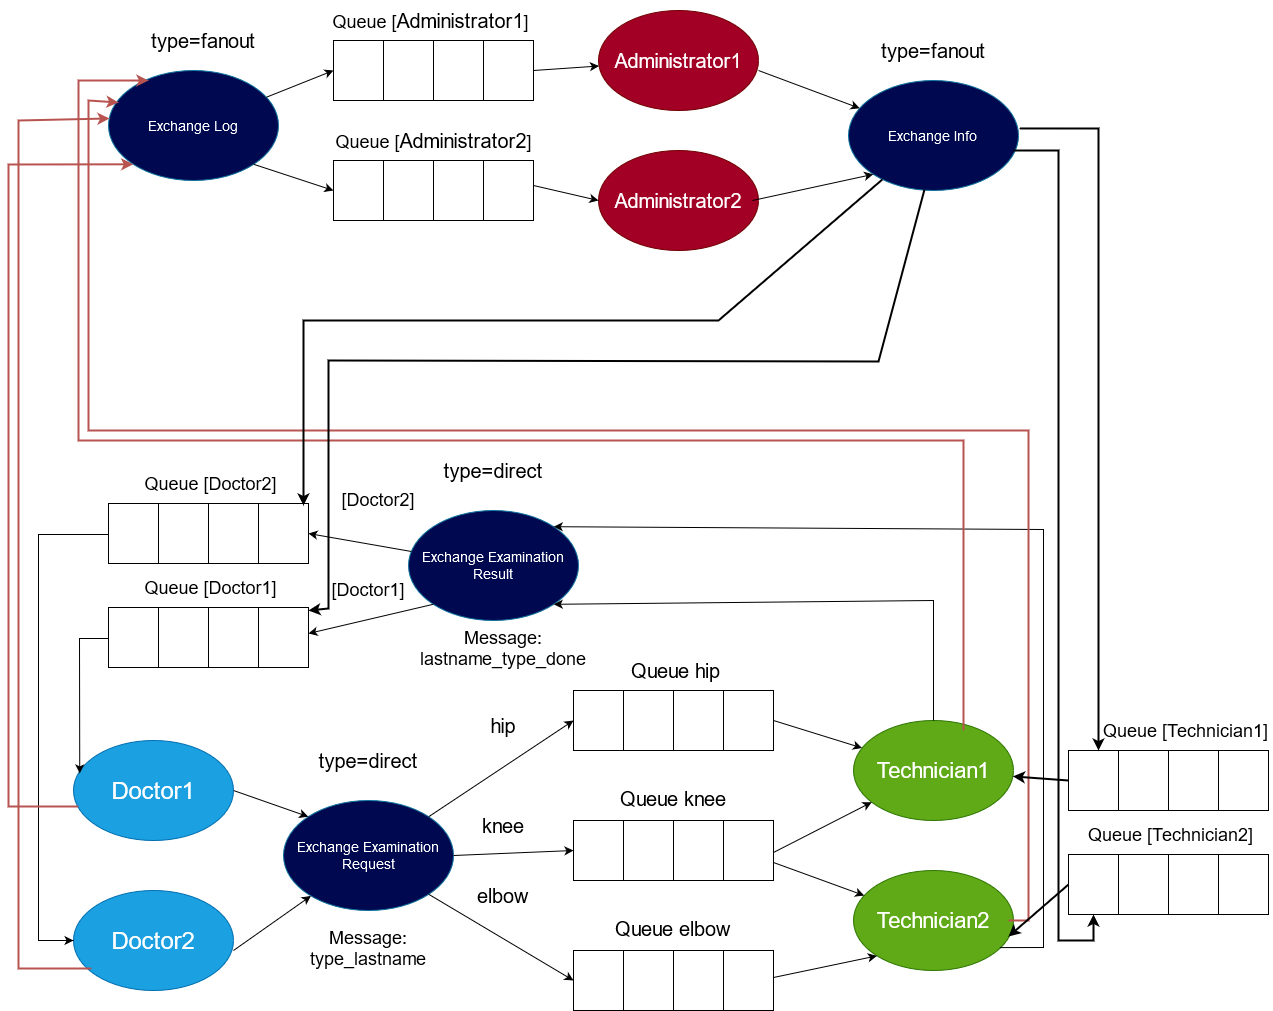 Queue [Administrator1]
type=fanout
Administrator1
type=fanout
Exchange Log
Queue [Administrator2]
Exchange Info
Administrator2
type=direct
Queue [Doctor2]
[Doctor2]
Exchange Examination
Result
Queue [Doctor1]
[Doctor1]
Message:
lastname_type_done
Queue hip
hip
Queue [Technician1]
type=direct
Technician1
Doctor1
Queue knee
knee
Queue [Technician2]
Exchange Examination
Request
elbow
Queue elbow
Technician2
Doctor2
Message:
type_lastname